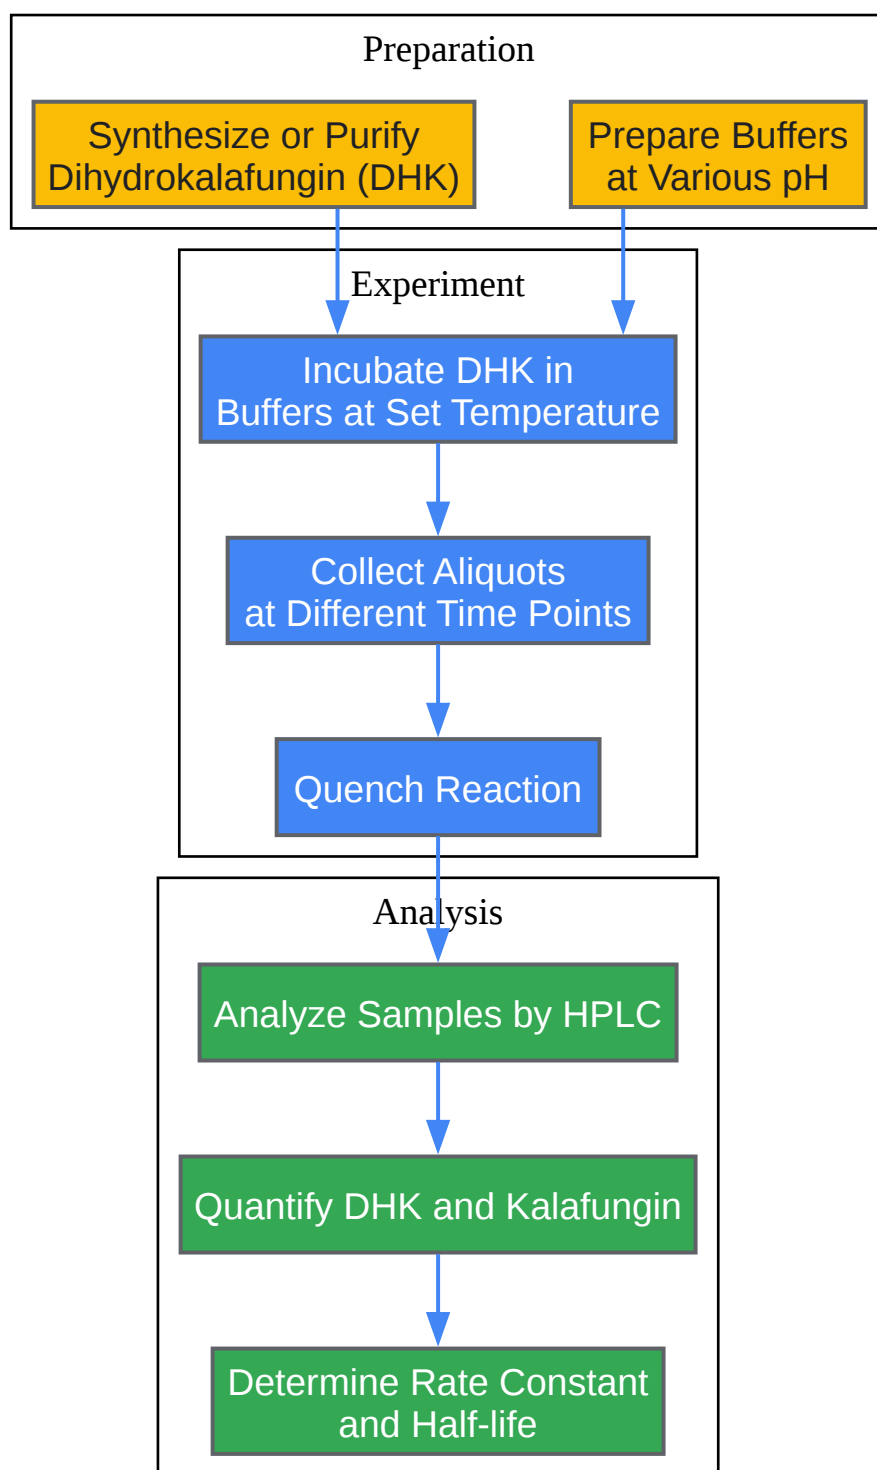 Preparation
Synthesize or Purify
Dihydrokalafungin (DHK)
Prepare Buffers
at Various pH
Experiment
Incubate DHK in
Buffers at Set Temperature
Collect Aliquots
at Different Time Points
Quench Reaction
Analysis
Analyze Samples by HPLC
Quantify DHK and Kalafungin
Determine Rate Constant
and Half-life